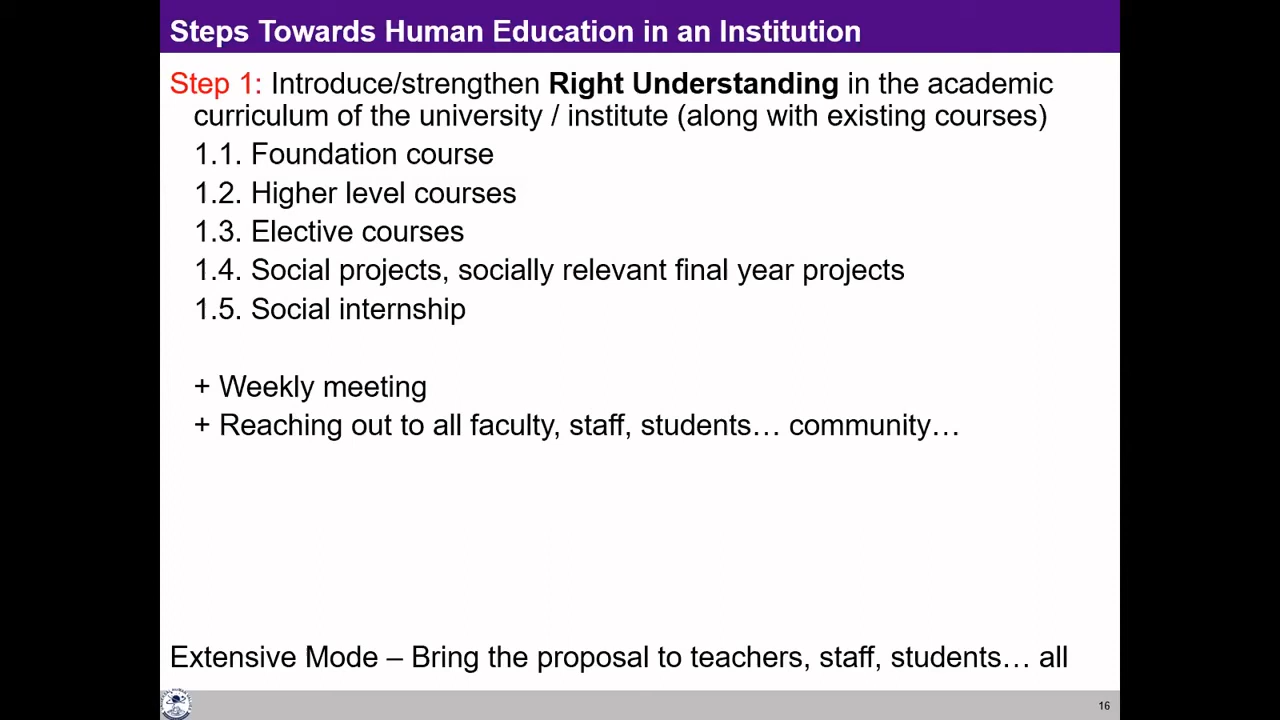 Steps Towards Human Education in an Institution
Step 1: Introduce/strengthen Right Understanding in the academic
curriculum of the university / institute (along with existing courses)
1.1. Foundation course
1.2. Higher level courses
1.3. Elective courses
1.4. Social projects, socially relevant final year projects
1.5. Social internship
+ Weekly meeting
+ Reaching out to all faculty, staff, students… community…
Extensive Mode – Bring the proposal to teachers, staff, students… all
16